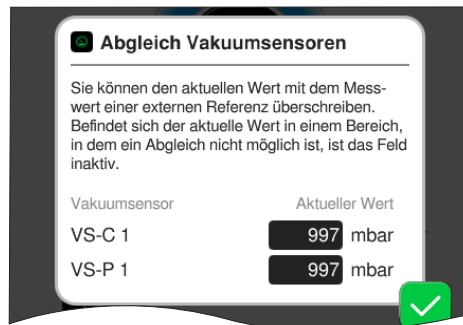 Abgleich Vakuumsensoren
Sie können den aktuellen Wert mit dem Mess-
wert einer externen Referenz überschreiben.
Befindet sich der aktuelle Wert in einem Bereich,
in dem ein Abgleich nicht möglich ist, ist das Feld
inaktiv.
Vakuumsensor Aktueller Wert
VS-C 1 997 mbar
VS-P 1 997 mbar